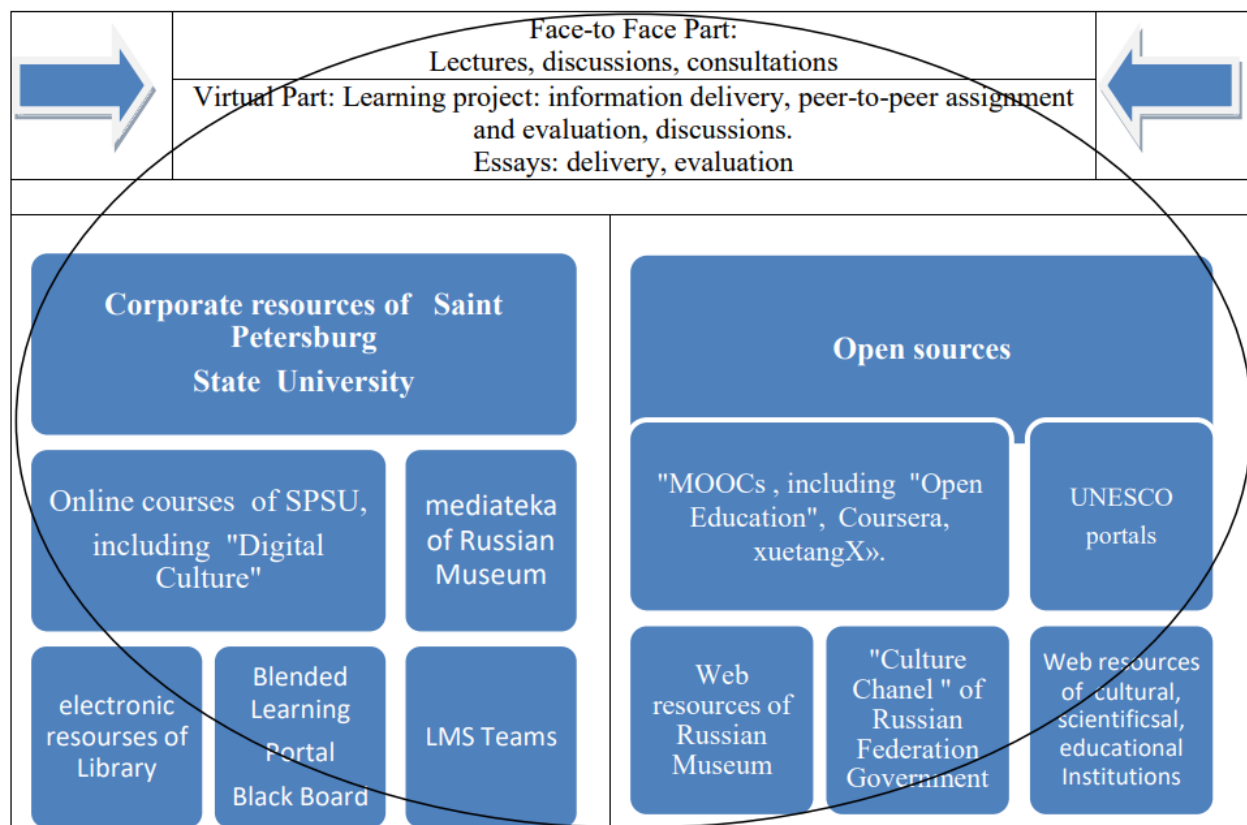 Face-to Face Part:
Lectures, discussions, consultations
Virtual Part: Learning project: information delivery, peer-to-peer assignment
and evaluation, discussions.
Essays: delivery, evaluation
Corporate resources of Saint
Petersburg
State University
Online courses of SPSU,
including "Digital
Culture"
mediateka
of Russian
Museum
electronic
resourses of
Library
Blended
Learning
Portal
Black Board
LMS Teams
Open sources
"MOOCs , including "Open
Education", Coursera,
xuetangX».
UNESCO
portals
Web
resources of
Russian
Museum
"Culture
Chanel " of
Russian
Federation
Government
Web resources
of cultural,
scientificsal,
educational
Institutions